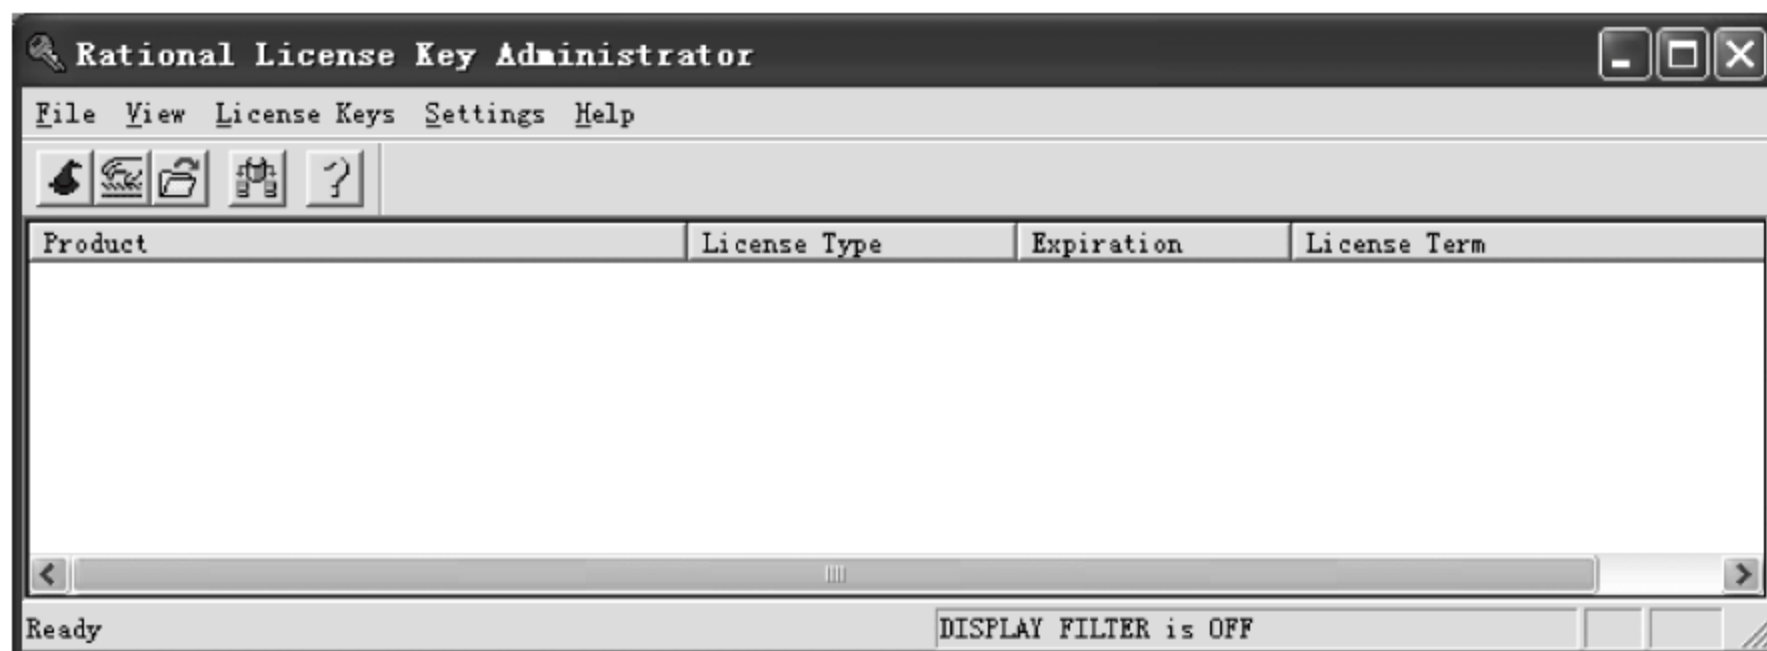 Rational License Key Administrator
File View License Keys Settings Help
Product License Type Expiration License Term
Ready DISPLAY FILTER is OFF